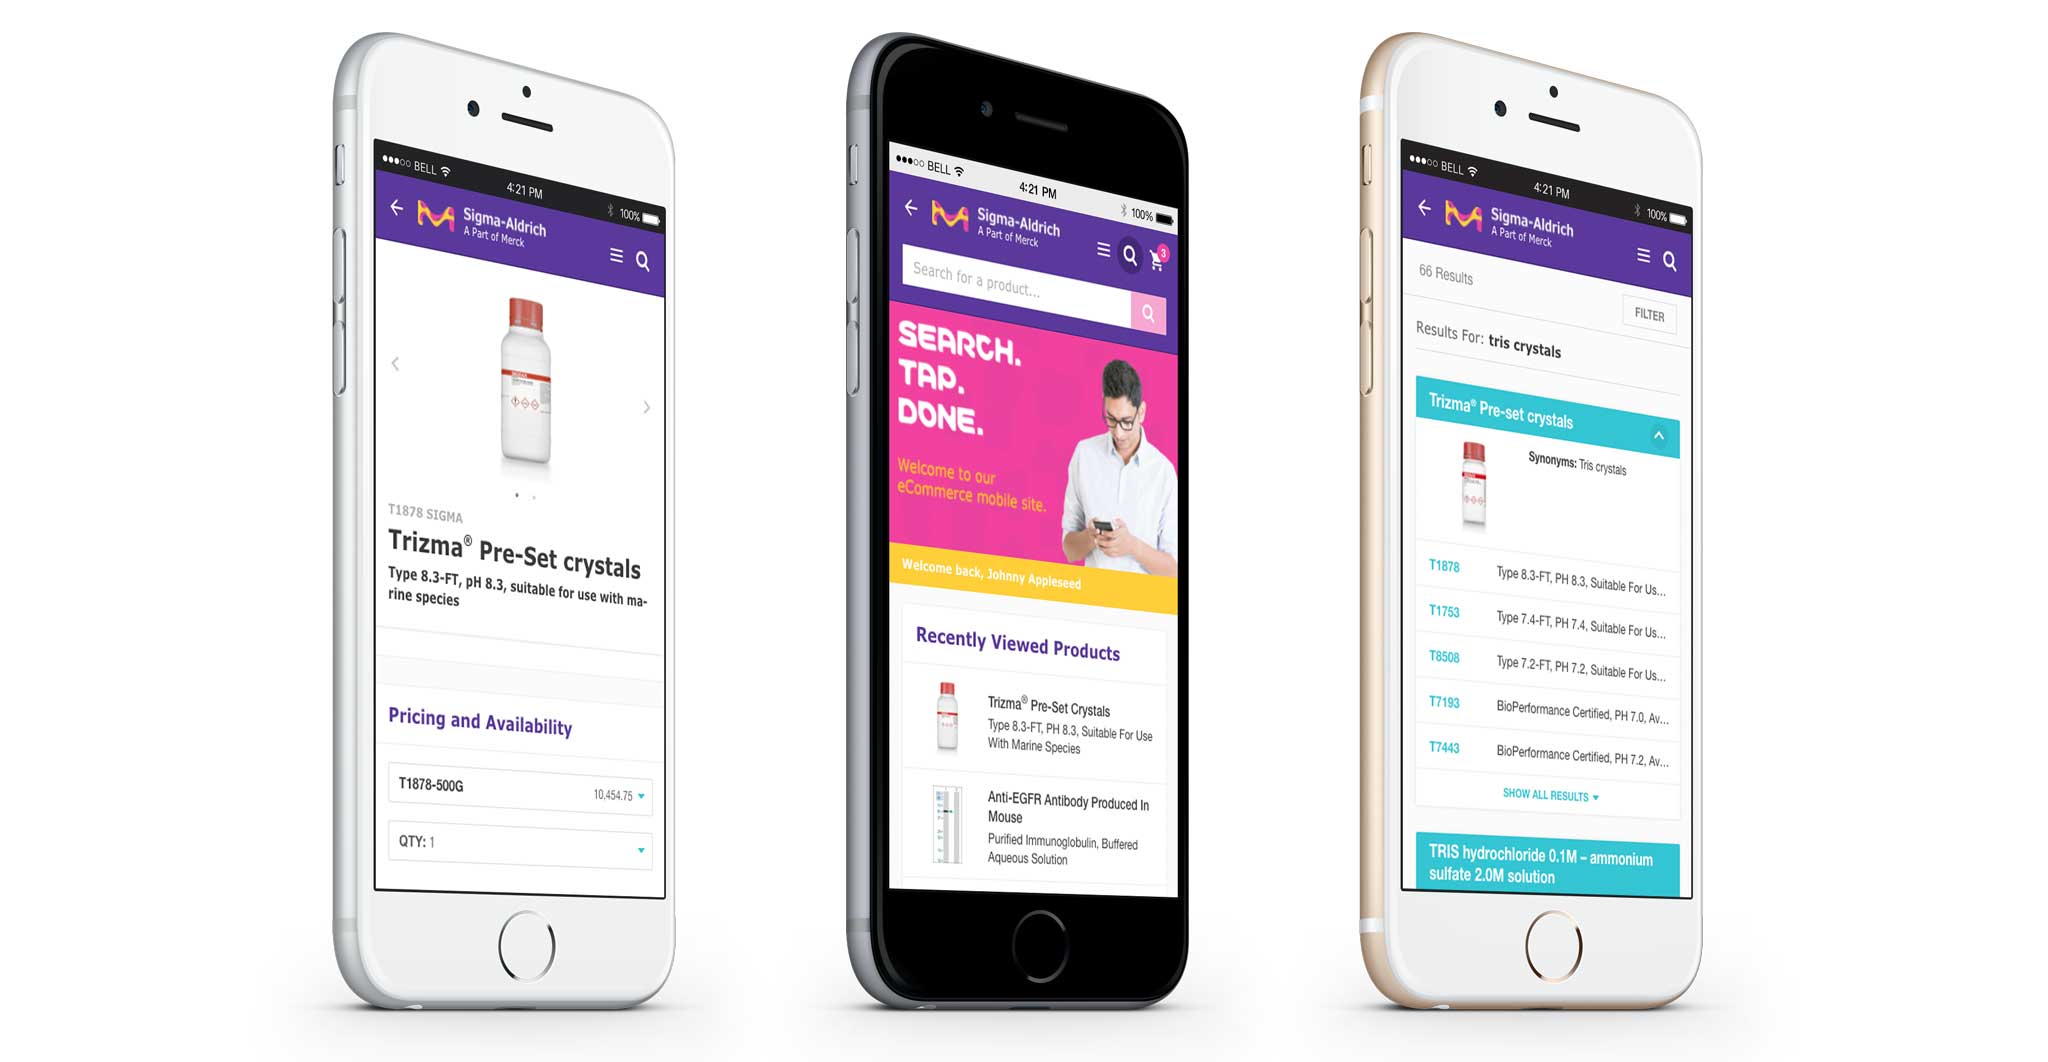 BELL
4:21 PM
100%
Sigma-Aldrich
A Part of Merck
T1878 SIGMA
Trizma® Pre-Set crystals
Type 8.3-FT, pH 8.3, suitable for use with ma-
rine species
Pricing and Availability
T1878-500G 10,454.75
QTY: 1
BELL
4:21 PM
100%
Sigma-Aldrich
A Part of Merck
3
Search for a product...
SEARCH.
TAP.
DONE.
Welcome to our
eCommerce mobile site.
Welcome back, Johnny Appleseed
Recently Viewed Products
Trizma® Pre-Set Crystals
Type 8.3-FT, PH 8.3, Suitable For Use
With Marine Species
Anti-EGFR Antibody Produced In
Mouse
Purified Immunoglobulin, Buffered
Aqueous Solution
BELL
4:21 PM
100%
Sigma-Aldrich
A Part of Merck
66 Results
FILTER
Results For: tris crystals
Trizma® Pre-set crystals
Synonyms: Tris crystals
T1878 Type 8.3-FT, PH 8.3, Suitable For Us...
T1753 Type 7.4-FT, PH 7.4, Suitable For Us...
T8508 Type 7.2-FT, PH 7.2, Suitable For Us...
T7193 BioPerformance Certified, PH 7.0, Av...
T7443 BioPerformance Certified, PH 7.2, Av...
SHOW ALL RESULTS
TRIS hydrochloride 0.1M – ammonium
sulfate 2.0M solution